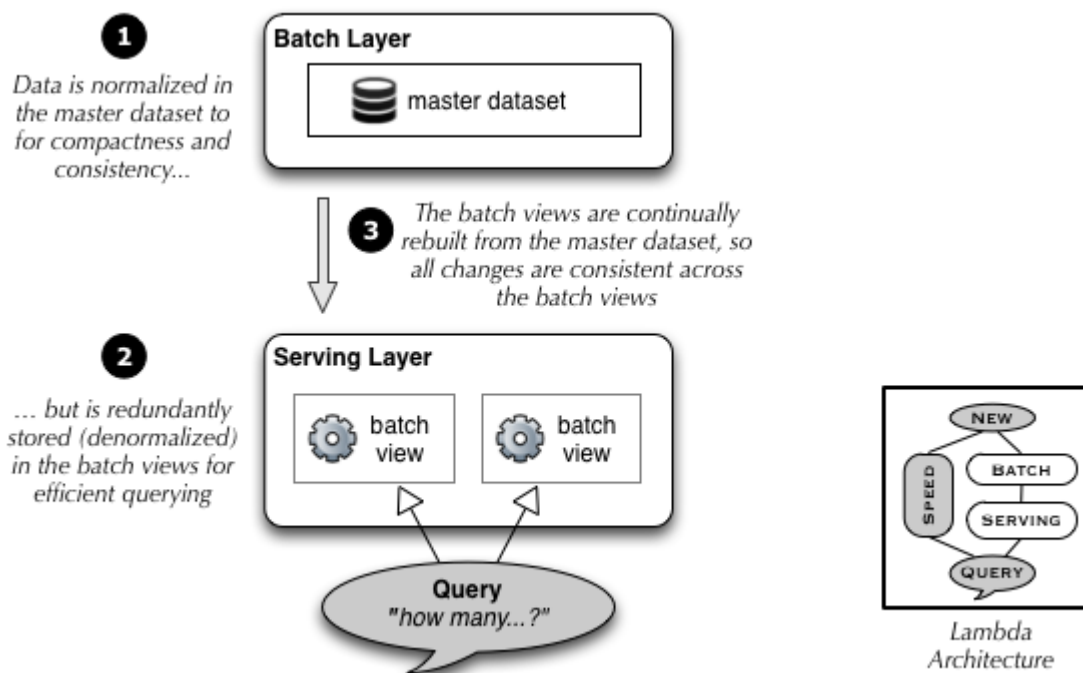 1
Data is normalized in
the master dataset to
for compactness and
consistency...
Batch Layer
master dataset
3
The batch views are continually
rebuilt from the master dataset, so
all changes are consistent across
the batch views
2
... but is redundantly
stored (denormalized)
in the batch views for
efficient querying
Serving Layer
batch
view
batch
view
Query
"how many...?"
NEW
SPEED
BATCH
SERVING
QUERY
Lambda
Architecture